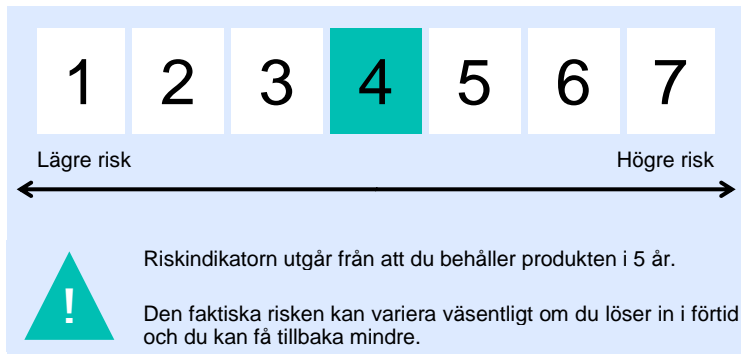 1 2 3 4 5 6 7
Lägre risk Högre risk
!
Riskindikatorn utgår från att du behåller produkten i 5 år.
Den faktiska risken kan variera väsentligt om du löser in i förtid
och du kan få tillbaka mindre.